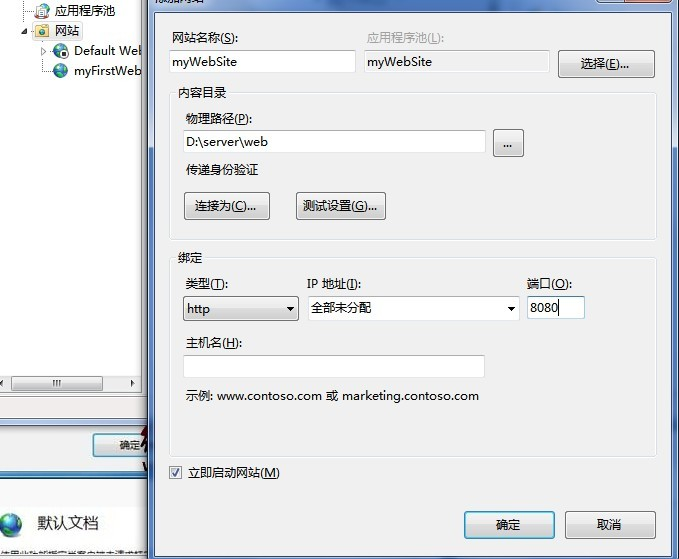 应用程序池
网站
Default Web
myFirstWeb
确定
默认文档
网站名称(S):
应用程序池(L):
myWebSite
myWebSite
选择(E)...
内容目录
物理路径(P):
D:\server\web
...
传递身份验证
连接为(C)...
测试设置(G)...
绑定
类型(T):
IP 地址(I):
端口(O):
http
全部未分配
8080
主机名(H):
示例: www.contoso.com 或 marketing.contoso.com
立即启动网站(M)
确定
取消